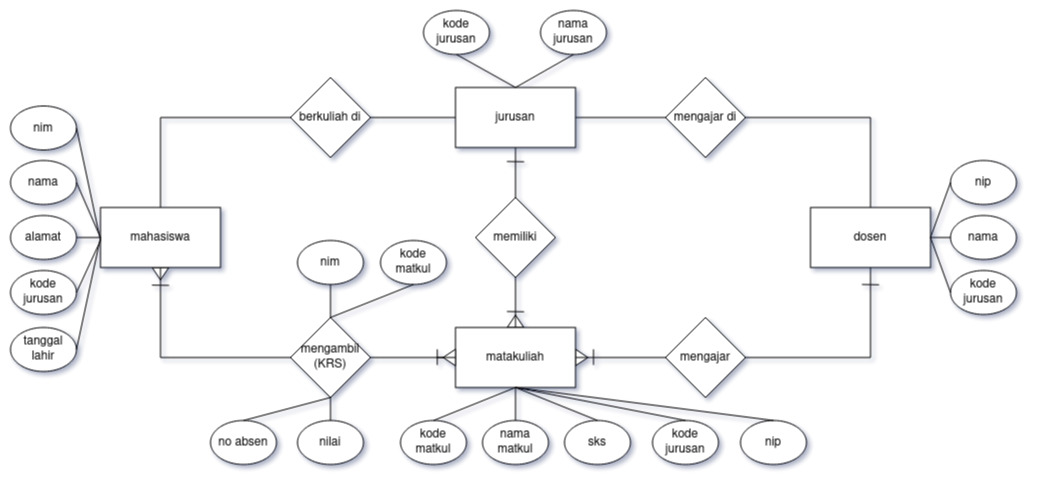 kode
jurusan
nama
jurusan
berkuliah di
jurusan
mengajar di
nim
nama
alamat
kode
jurusan
tanggal
lahir
mahasiswa
memiliki
dosen
nip
nama
kode
jurusan
nim
kode
matkul
mengambil
(KRS)
matakuliah
mengajar
no absen
nilai
kode
matkul
nama
matkul
sks
kode
jurusan
nip